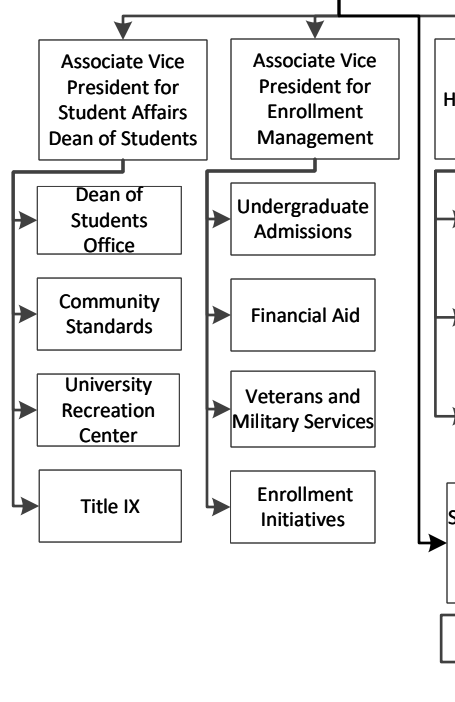 Associate Vice
President for
Student Affairs
Dean of Students
Associate Vice
President for
Enrollment
Management
H
Dean of
Students
Office
Undergraduate
Admissions
Community
Standards
Financial Aid
University
Recreation
Center
Veterans and
Military Services
Title IX
Enrollment
Initiatives
S